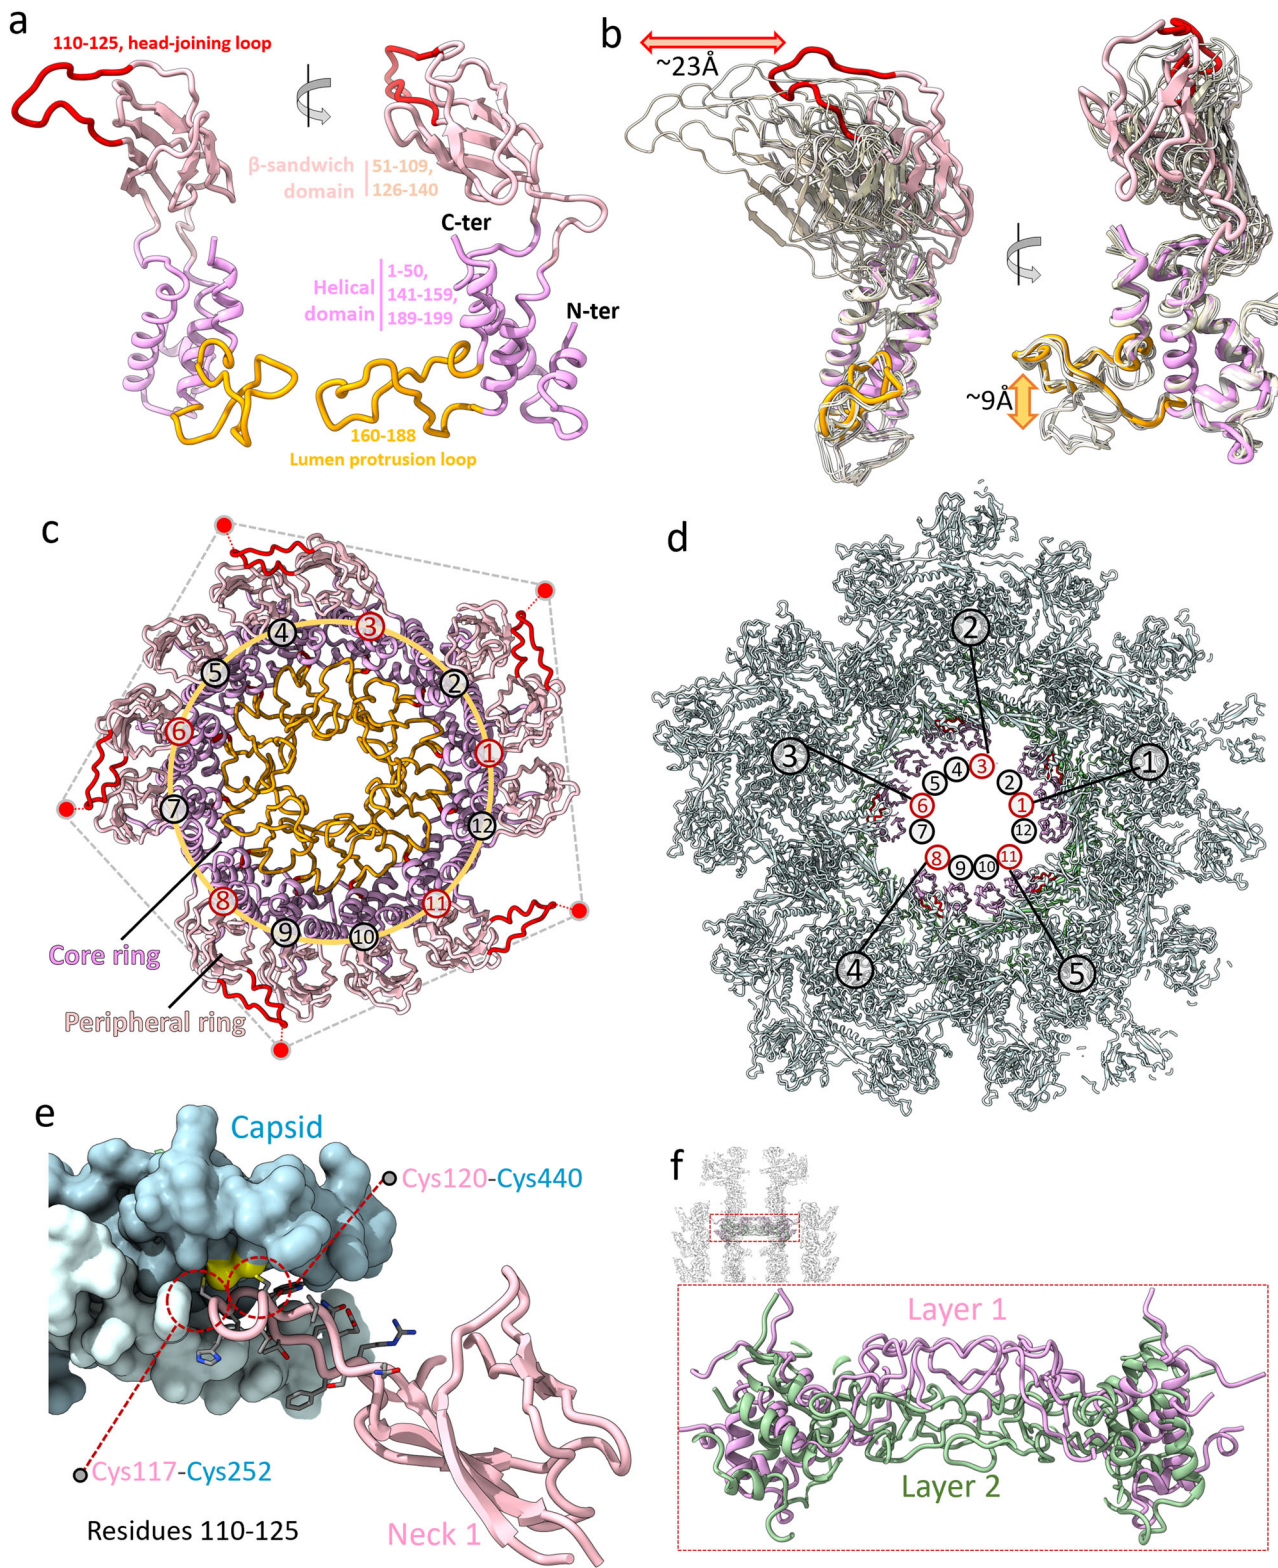 a
110-125, head-joining loop
β-sandwich
domain
51-109,
126-140
C-ter
Helical
domain
1-50,
141-159,
189-199
N-ter
160-188
Lumen protrusion loop
b
~23Å
~9Å
c
1
2
3
4
5
6
7
8
9
10
11
12
Core ring
Peripheral ring
d
1
2
3
4
5
1
2
3
4
5
6
7
8
9
10
11
12
e
Capsid
Cys120-Cys440
Cys117-Cys252
Residues 110-125
Neck 1
f
Layer 1
Layer 2